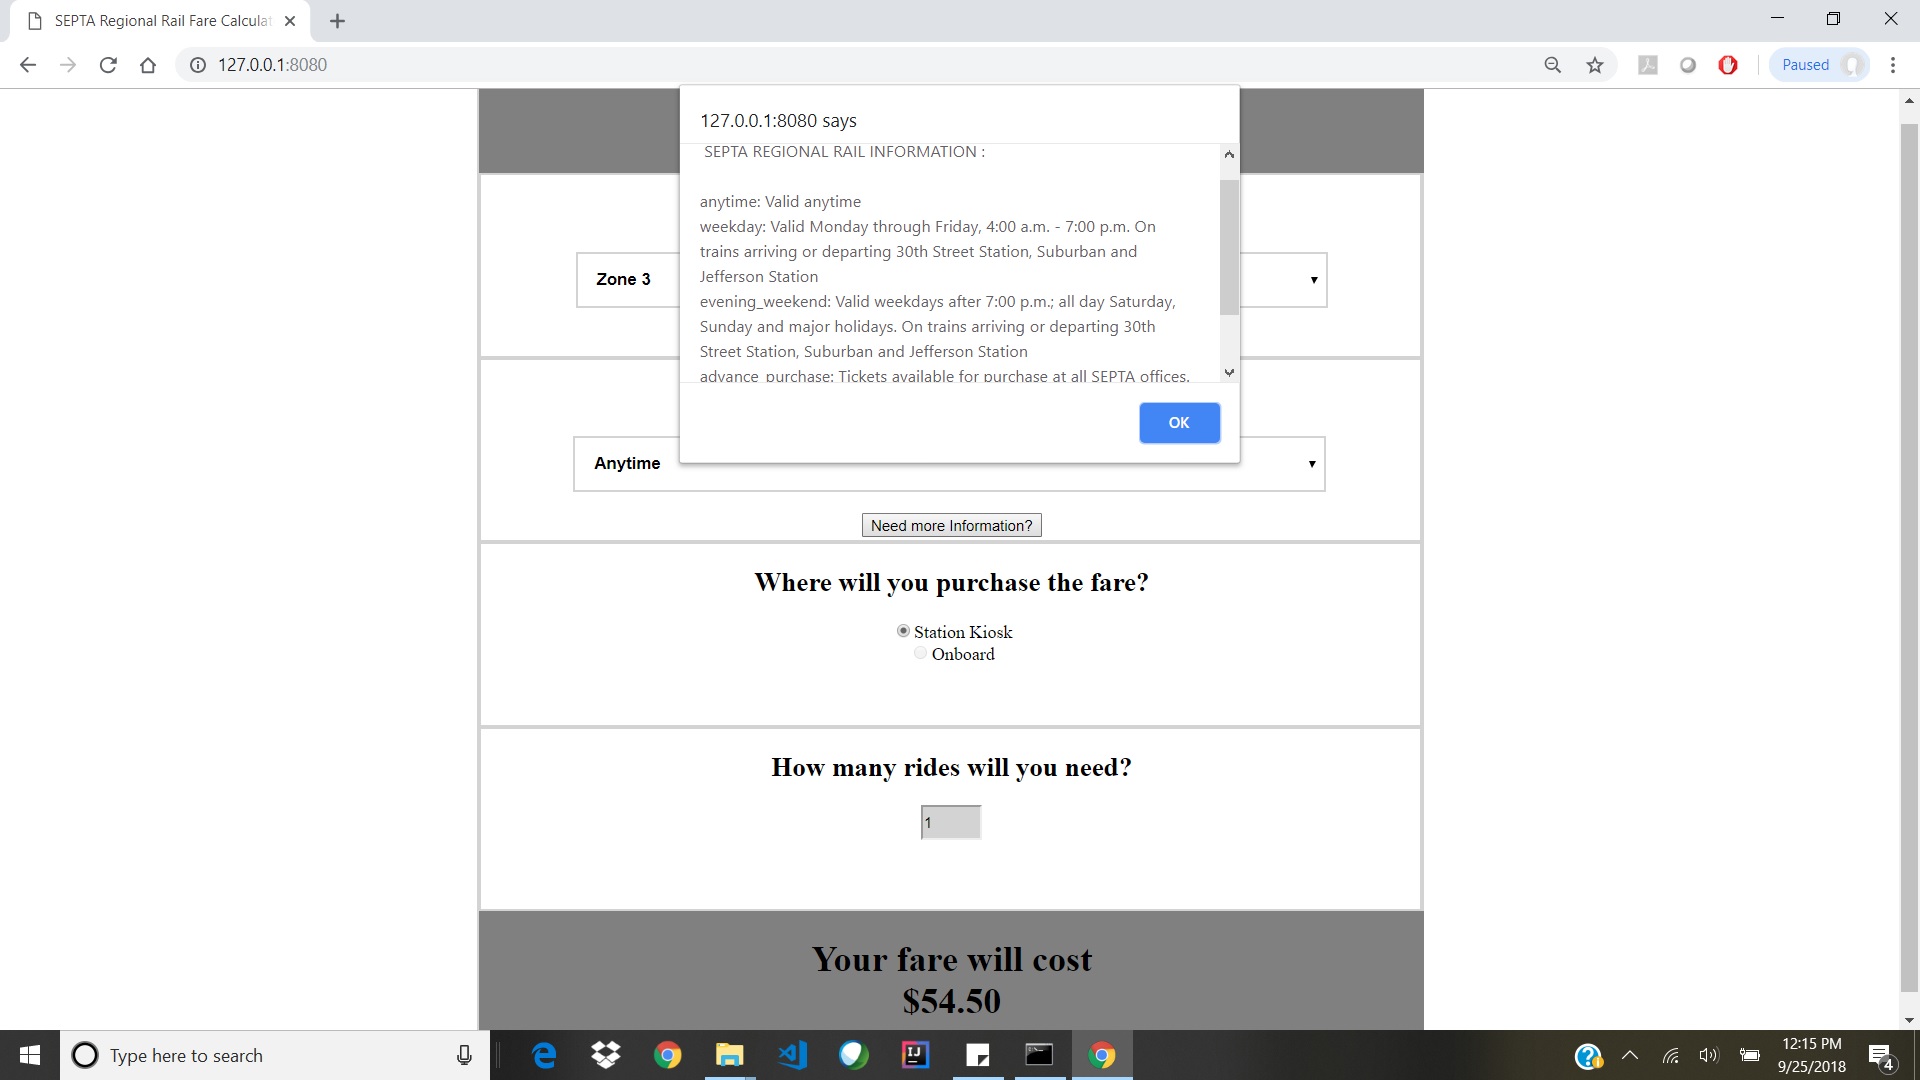 SEPTA Regional Rail Fare Calculat
127.0.0.1:8080
Paused
127.0.0.1:8080 says
SEPTA REGIONAL RAIL INFORMATION :
anytime: Valid anytime
weekday: Valid Monday through Friday, 4:00 a.m. - 7:00 p.m. On
trains arriving or departing 30th Street Station, Suburban and
Jefferson Station
evening_weekend: Valid weekdays after 7:00 p.m.; all day Saturday,
Sunday and major holidays. On trains arriving or departing 30th
Street Station, Suburban and Jefferson Station
advance_purchase: Tickets available for purchase at all SEPTA offices.
OK
Zone 3
Anytime
Need more Information?
Where will you purchase the fare?
Station Kiosk
Onboard
How many rides will you need?
1
Your fare will cost
$54.50
Type here to search
IJ
12:15 PM
9/25/2018
4